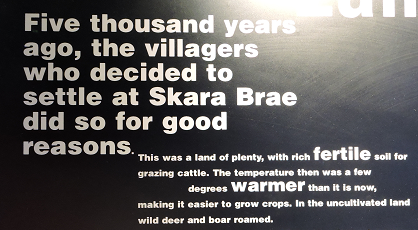 Five thousand years
ago, the villagers
who decided to
settle at Skara Brae
did so for good
reasons.
This was a land of plenty, with rich fertile soil for
grazing cattle. The temperature then was a few
degrees warmer than it is now,
making it easier to grow crops. In the uncultivated land
wild deer and boar roamed.